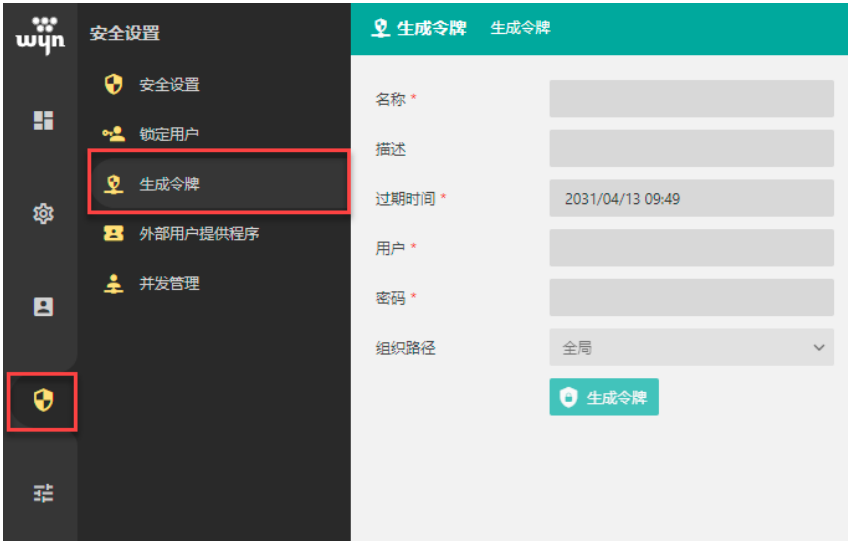 wyn
安全设置
安全设置
锁定用户
生成令牌
外部用户提供程序
并发管理
生成令牌 生成令牌
名称 *
描述
过期时间 * 2031/04/13 09:49
用户 *
密码 *
组织路径 全局
生成令牌